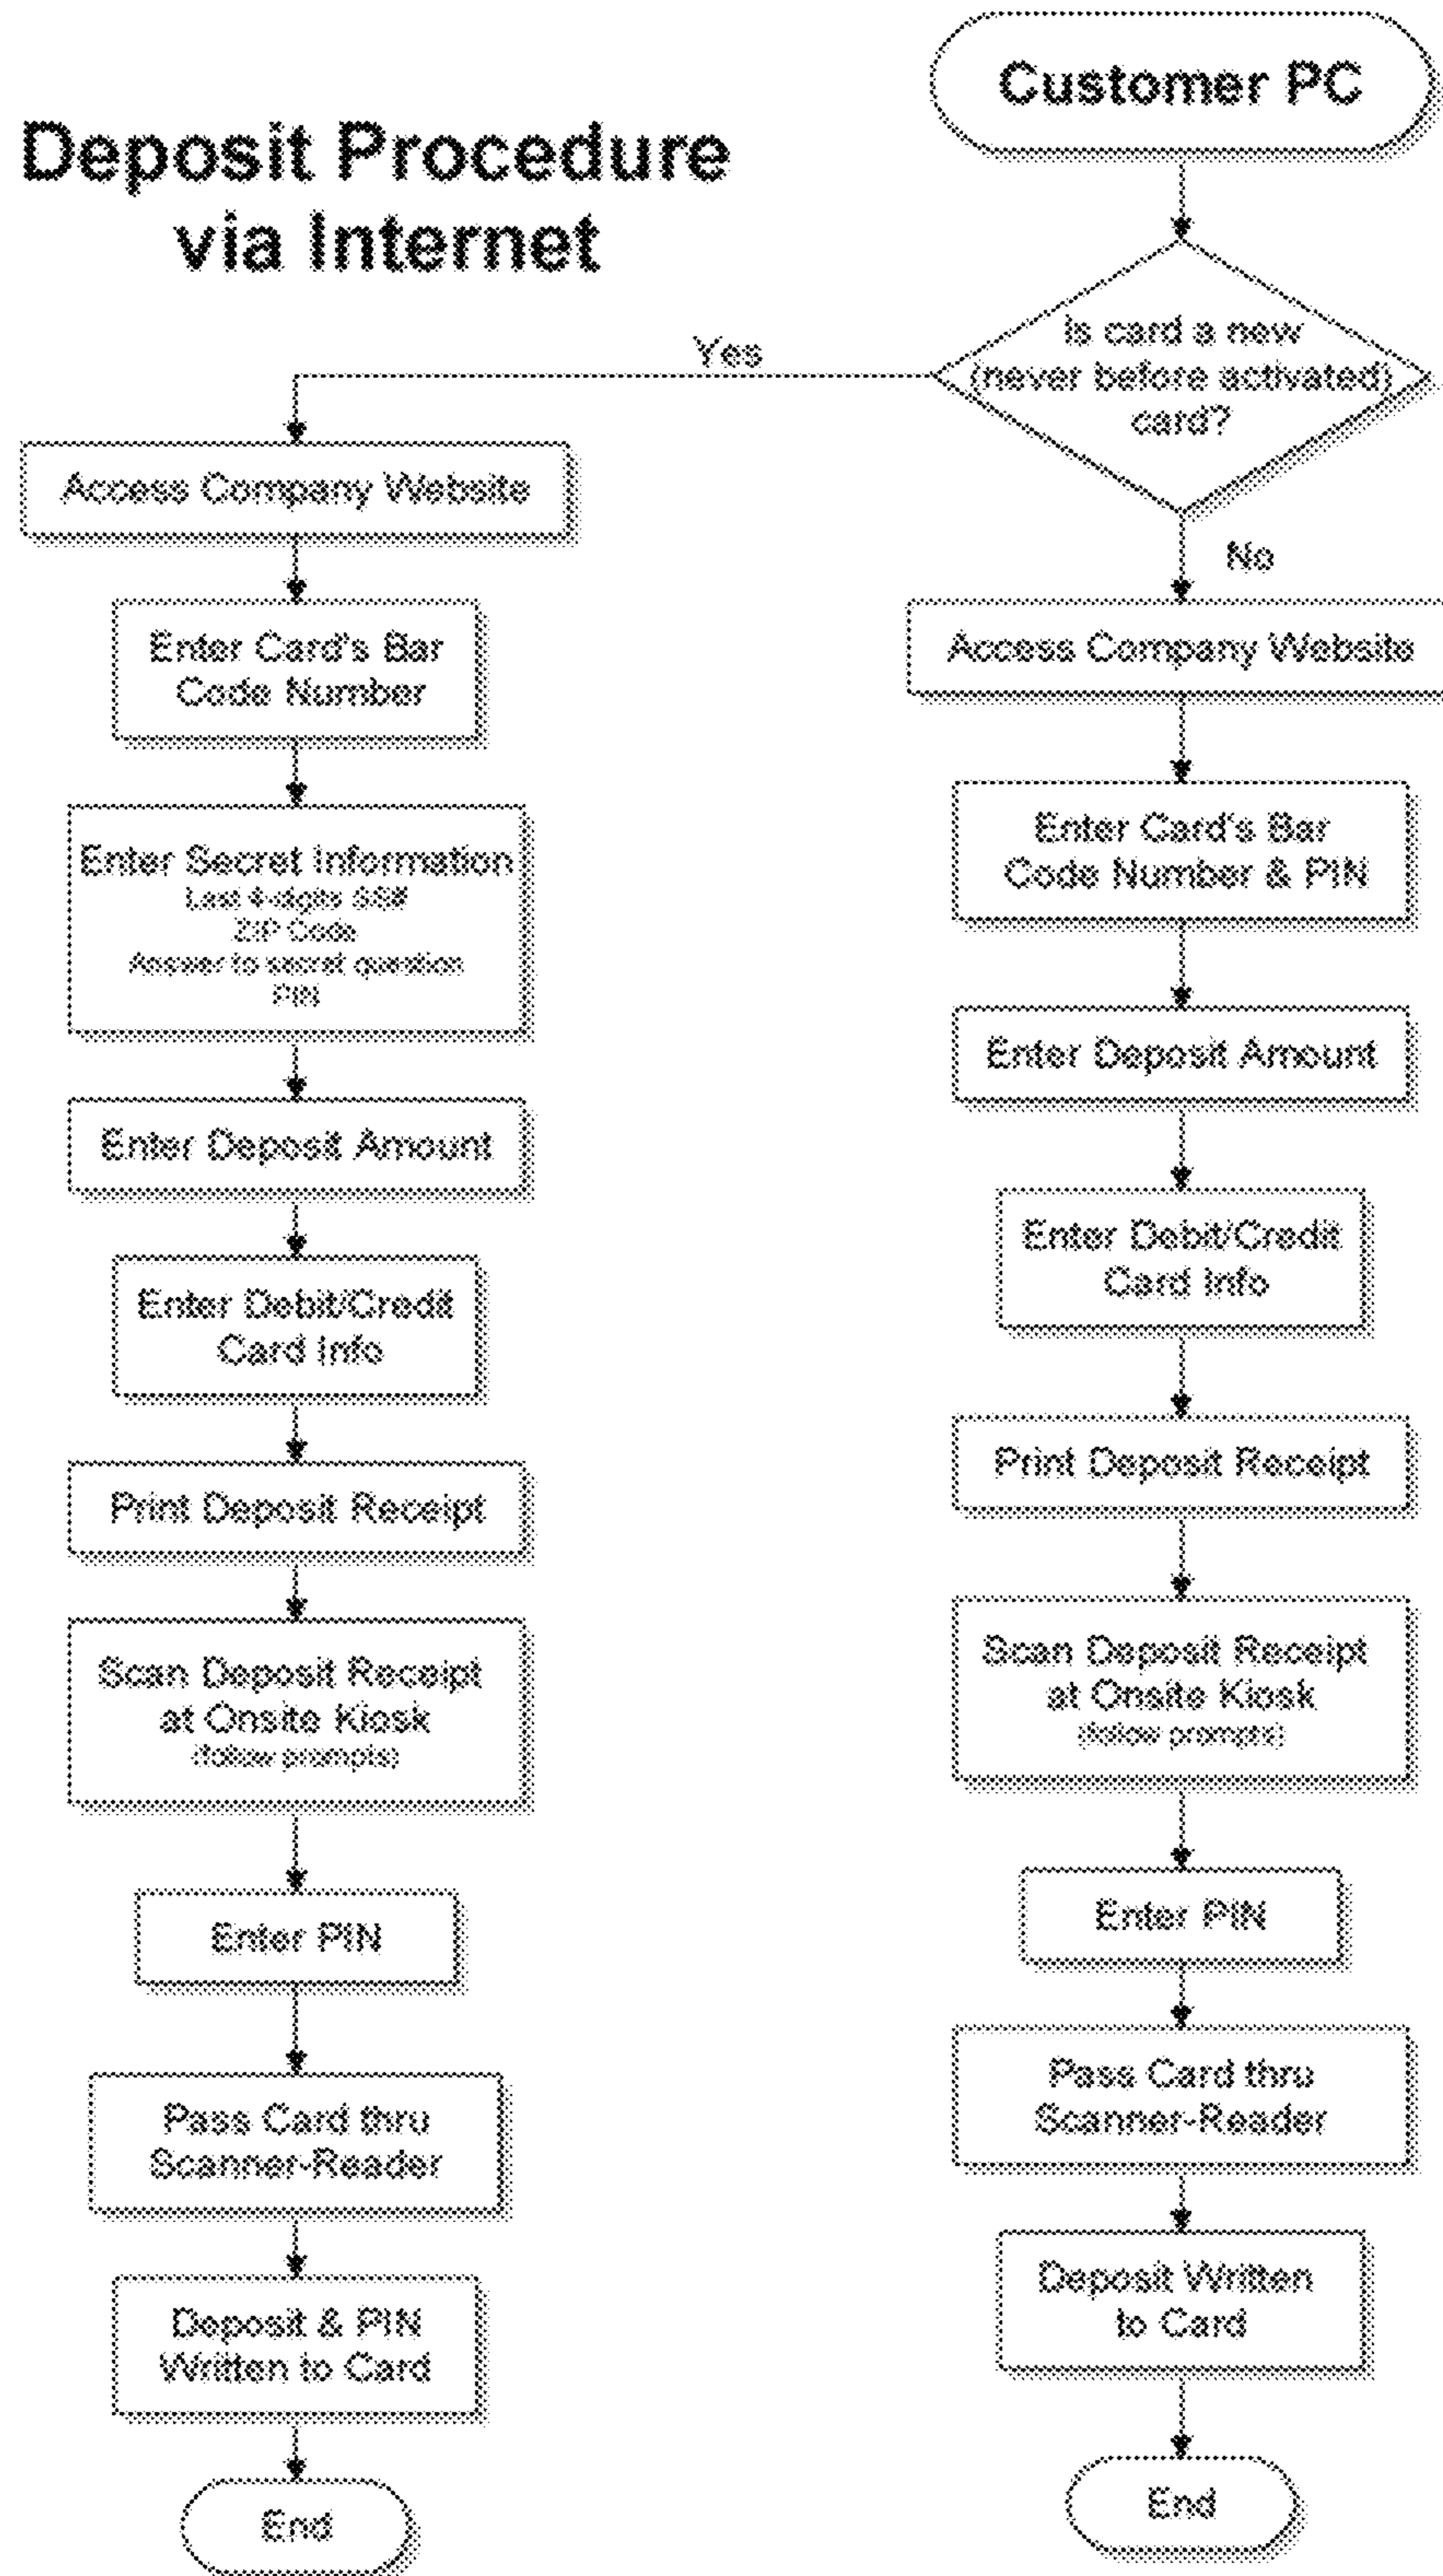 Customer PC
Deposit Procedure
via Internet
Is card a new
(never before activated)
card?
Yes
No
Access Company Website
Enter Card's Bar
Code Number
Enter Secret Information
Last 4-digits SS#
ZIP Code
Answer to secret question
PIN
Enter Deposit Amount
Enter Debit/Credit
Card Info
Print Deposit Receipt
Scan Deposit Receipt
at Onsite Kiosk
(follow prompts)
Enter PIN
Pass Card thru
Scanner-Reader
Deposit & PIN
Written to Card
End
Access Company Website
Enter Card's Bar
Code Number & PIN
Enter Deposit Amount
Enter Debit/Credit
Card Info
Print Deposit Receipt
Scan Deposit Receipt
at Onsite Kiosk
(follow prompts)
Enter PIN
Pass Card thru
Scanner-Reader
Deposit Written
to Card
End